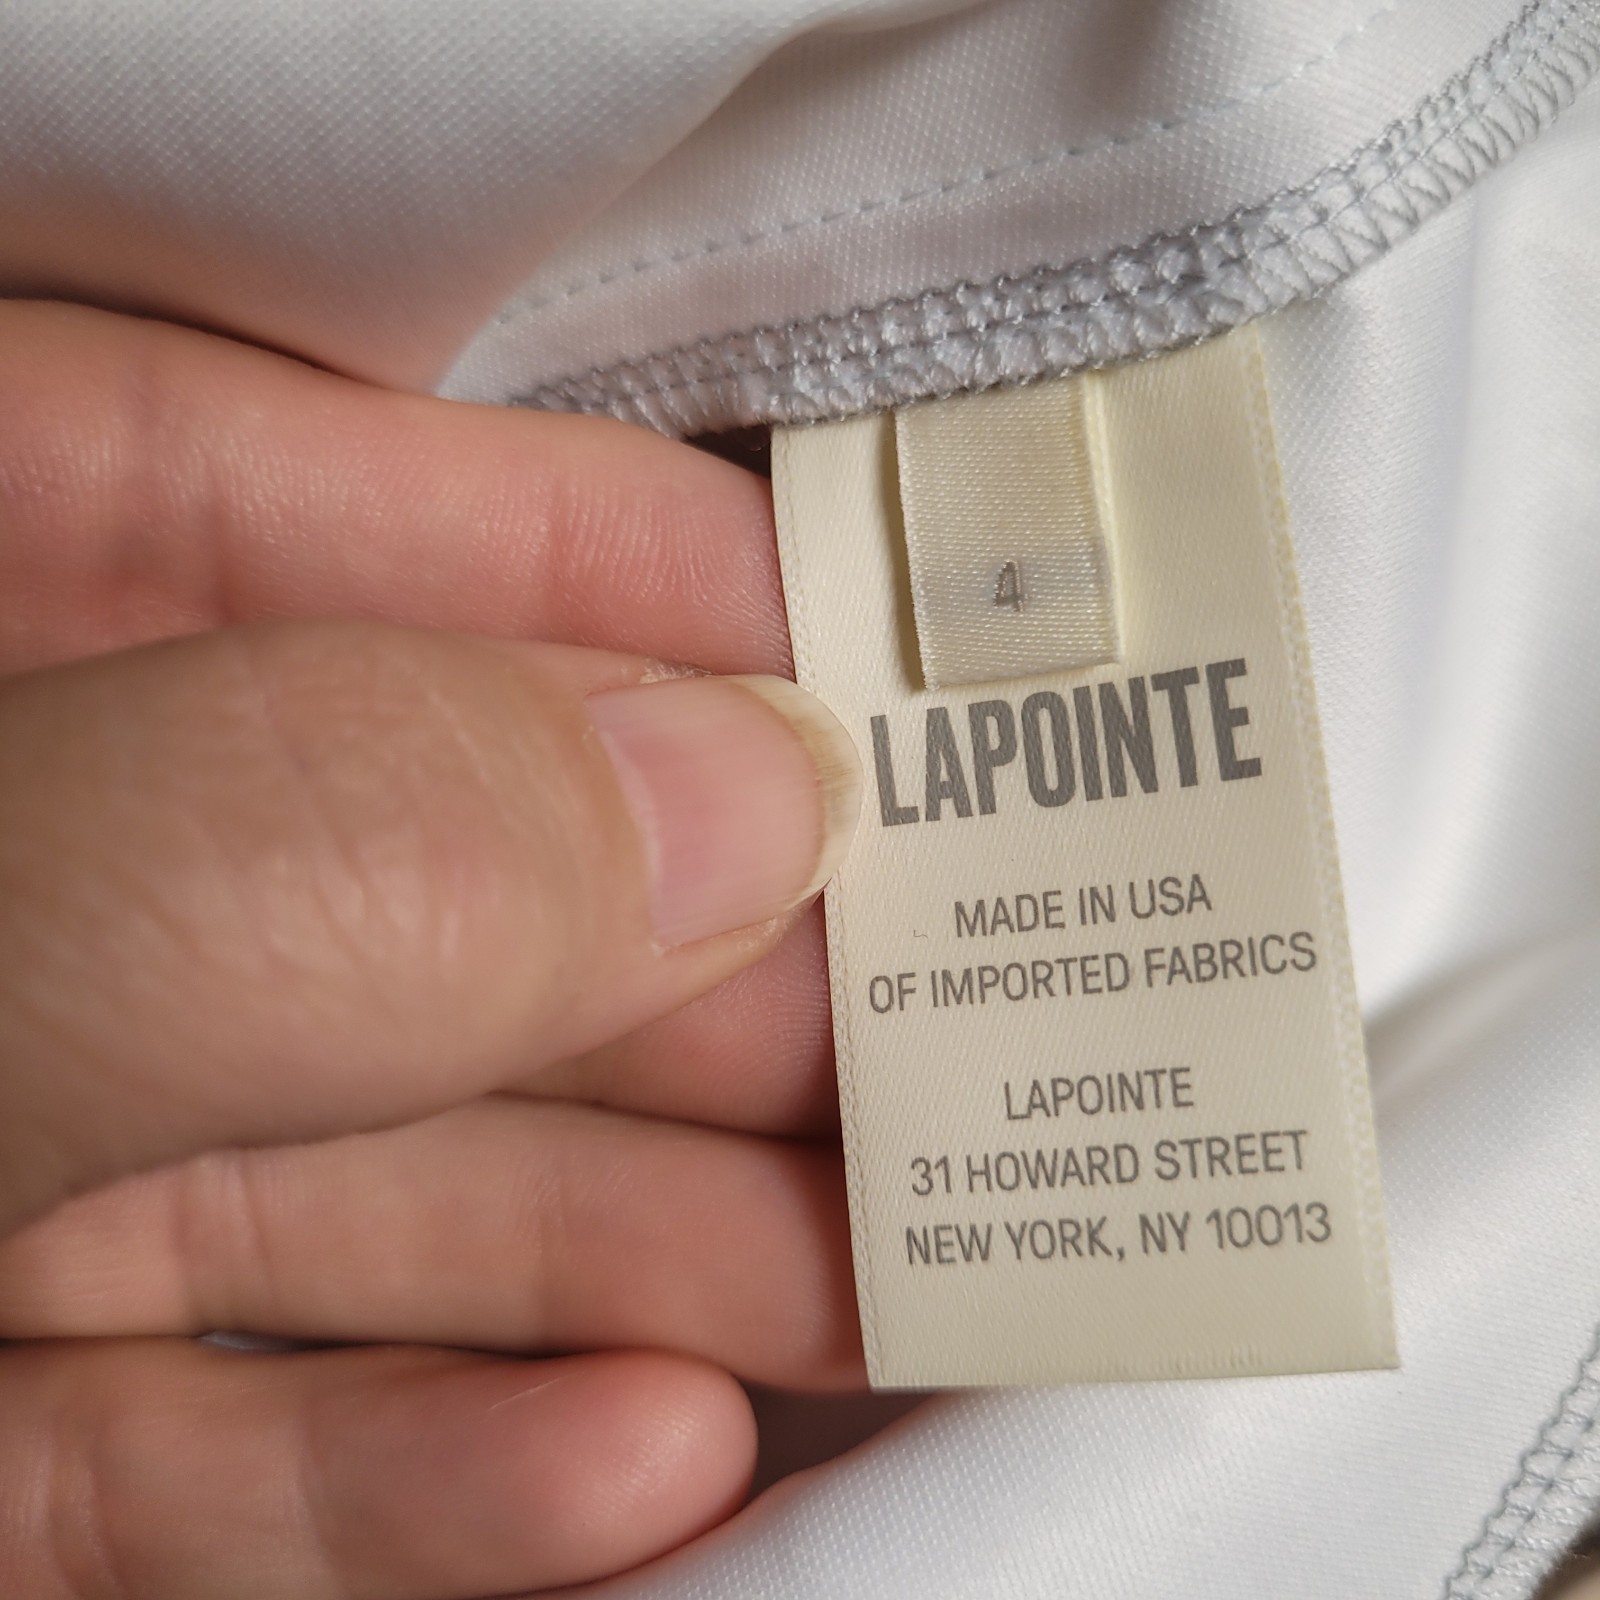 4
LAPOINTE
MADE IN USA
OF IMPORTED FABRICS
LAPOINTE
31 HOWARD STREET
NEW YORK, NY 10013